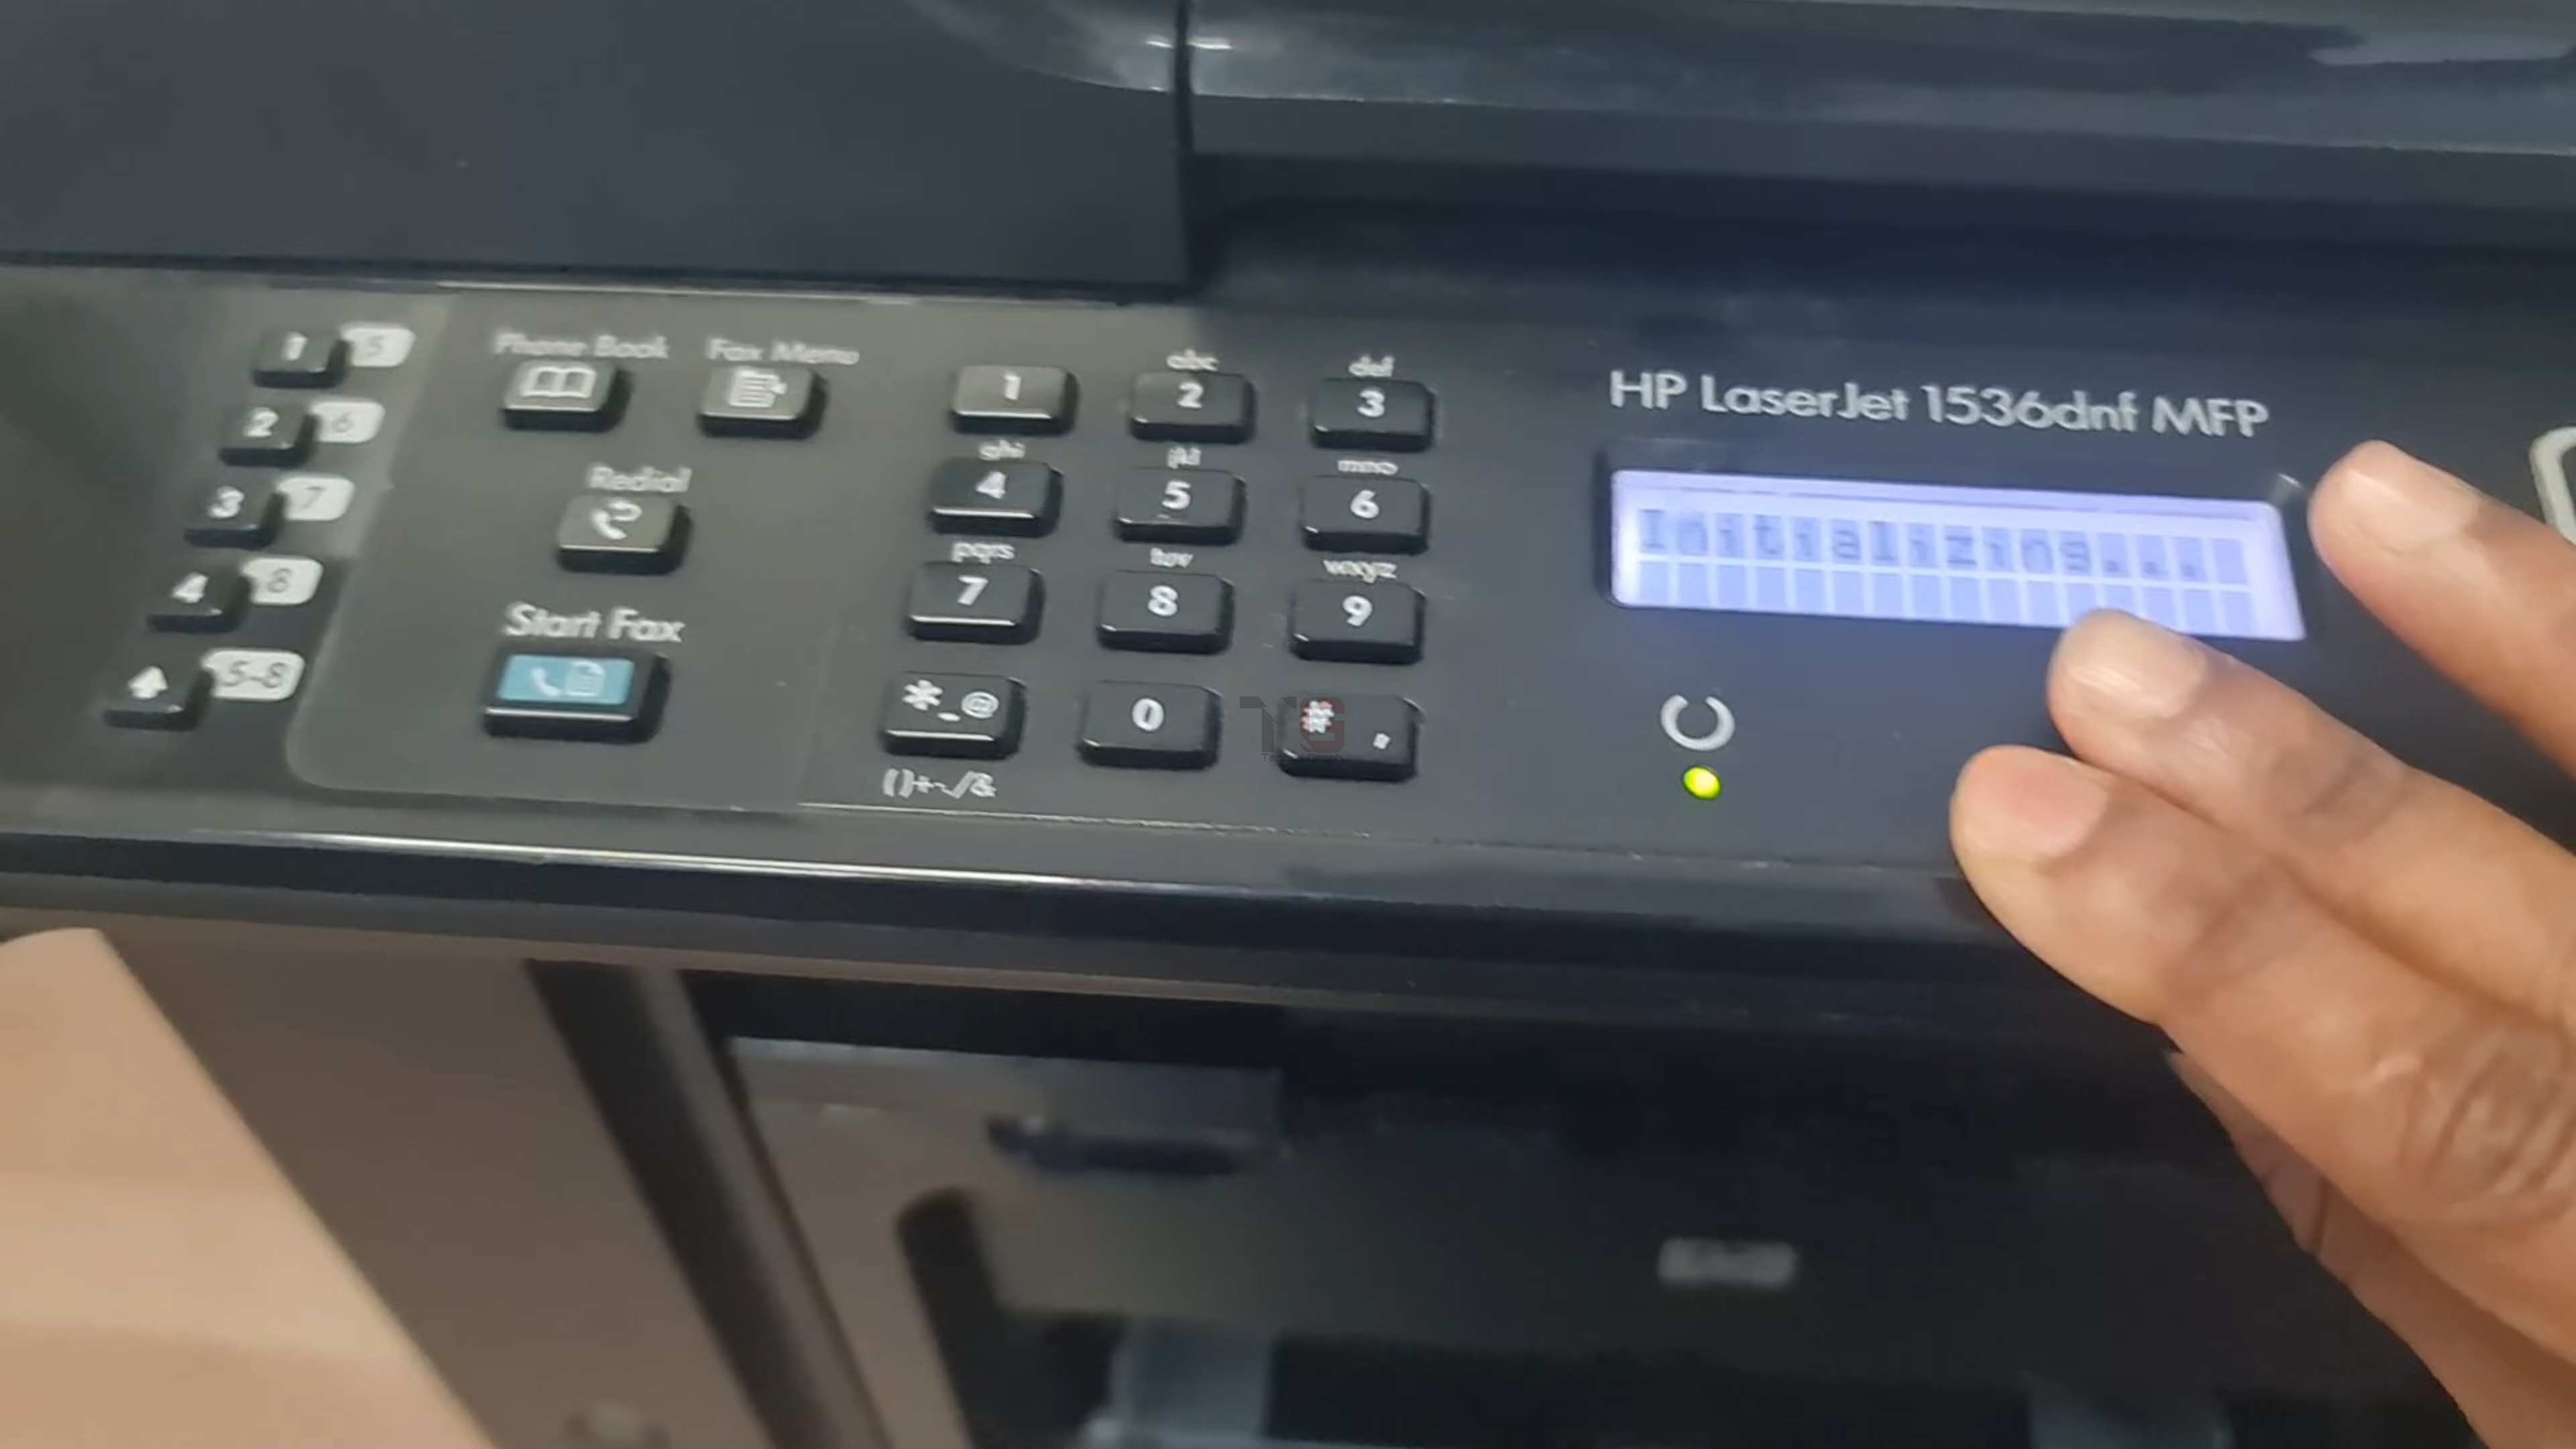 HP LaserJet 1536dnf MFP
Initializing...
1 5
2 6
3 7
4 8
5-8
Phone Book
Fax Menu
Redial
Start Fax
1
abc
2
def
3
ghi
4
jkl
5
mno
6
pqrs
7
tuv
8
wxyz
9
*_@
0
# ,
()+-./&